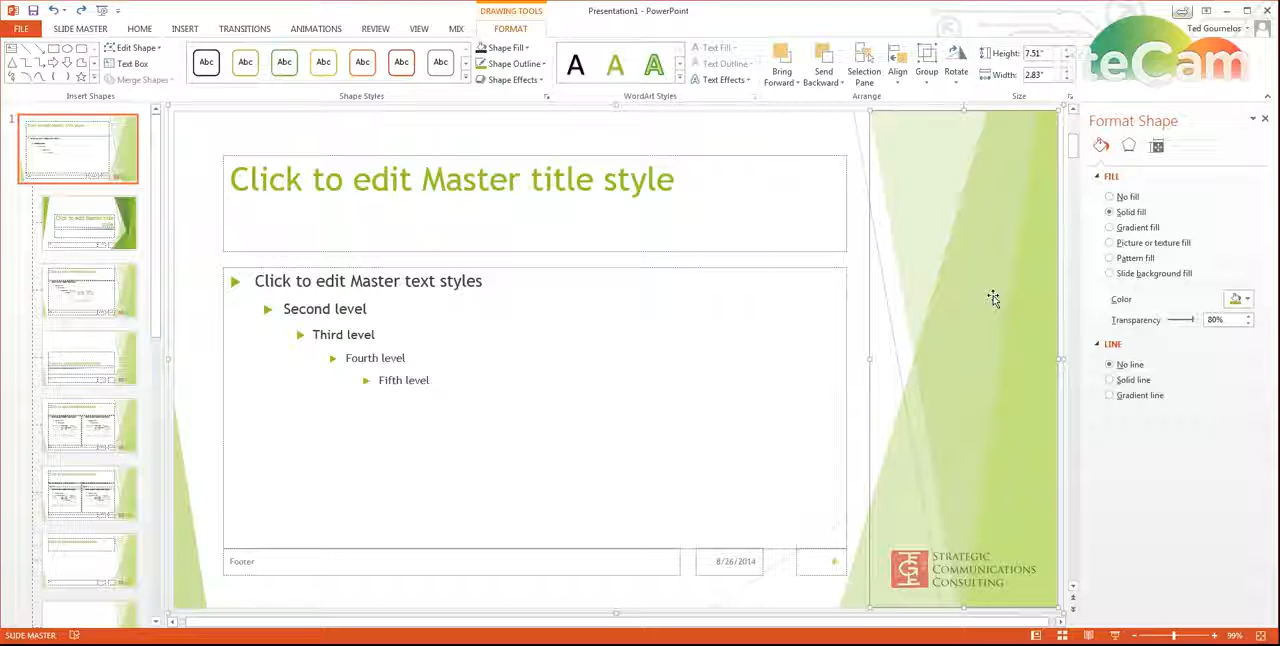 DRAWING TOOLS
Presentation1 - PowerPoint
FILE SLIDE MASTER HOME INSERT TRANSITIONS ANIMATIONS REVIEW VIEW MIX FORMAT
Ted Gournelos
Edit Shape
Text Box
Merge Shapes
Insert Shapes
Abc Abc Abc Abc Abc Abc Abc
Shape Fill
Shape Outline
Shape Effects
Shape Styles
A A A
Text Fill
Text Outline
Text Effects
WordArt Styles
Bring Forward
Send Backward
Selection Pane
Align
Group
Rotate
Arrange
Height: 7.51"
Width: 2.83"
Size
teCam
1
Click to edit Master title style
Click to edit Master text styles
Second level
Third level
Fourth level
Fifth level
Footer
8/26/2014
STRATEGIC
COMMUNICATIONS
CONSULTING
Format Shape
FILL
No fill
Solid fill
Gradient fill
Picture or texture fill
Pattern fill
Slide background fill
Color
Transparency 80%
LINE
No line
Solid line
Gradient line
SLIDE MASTER
99%